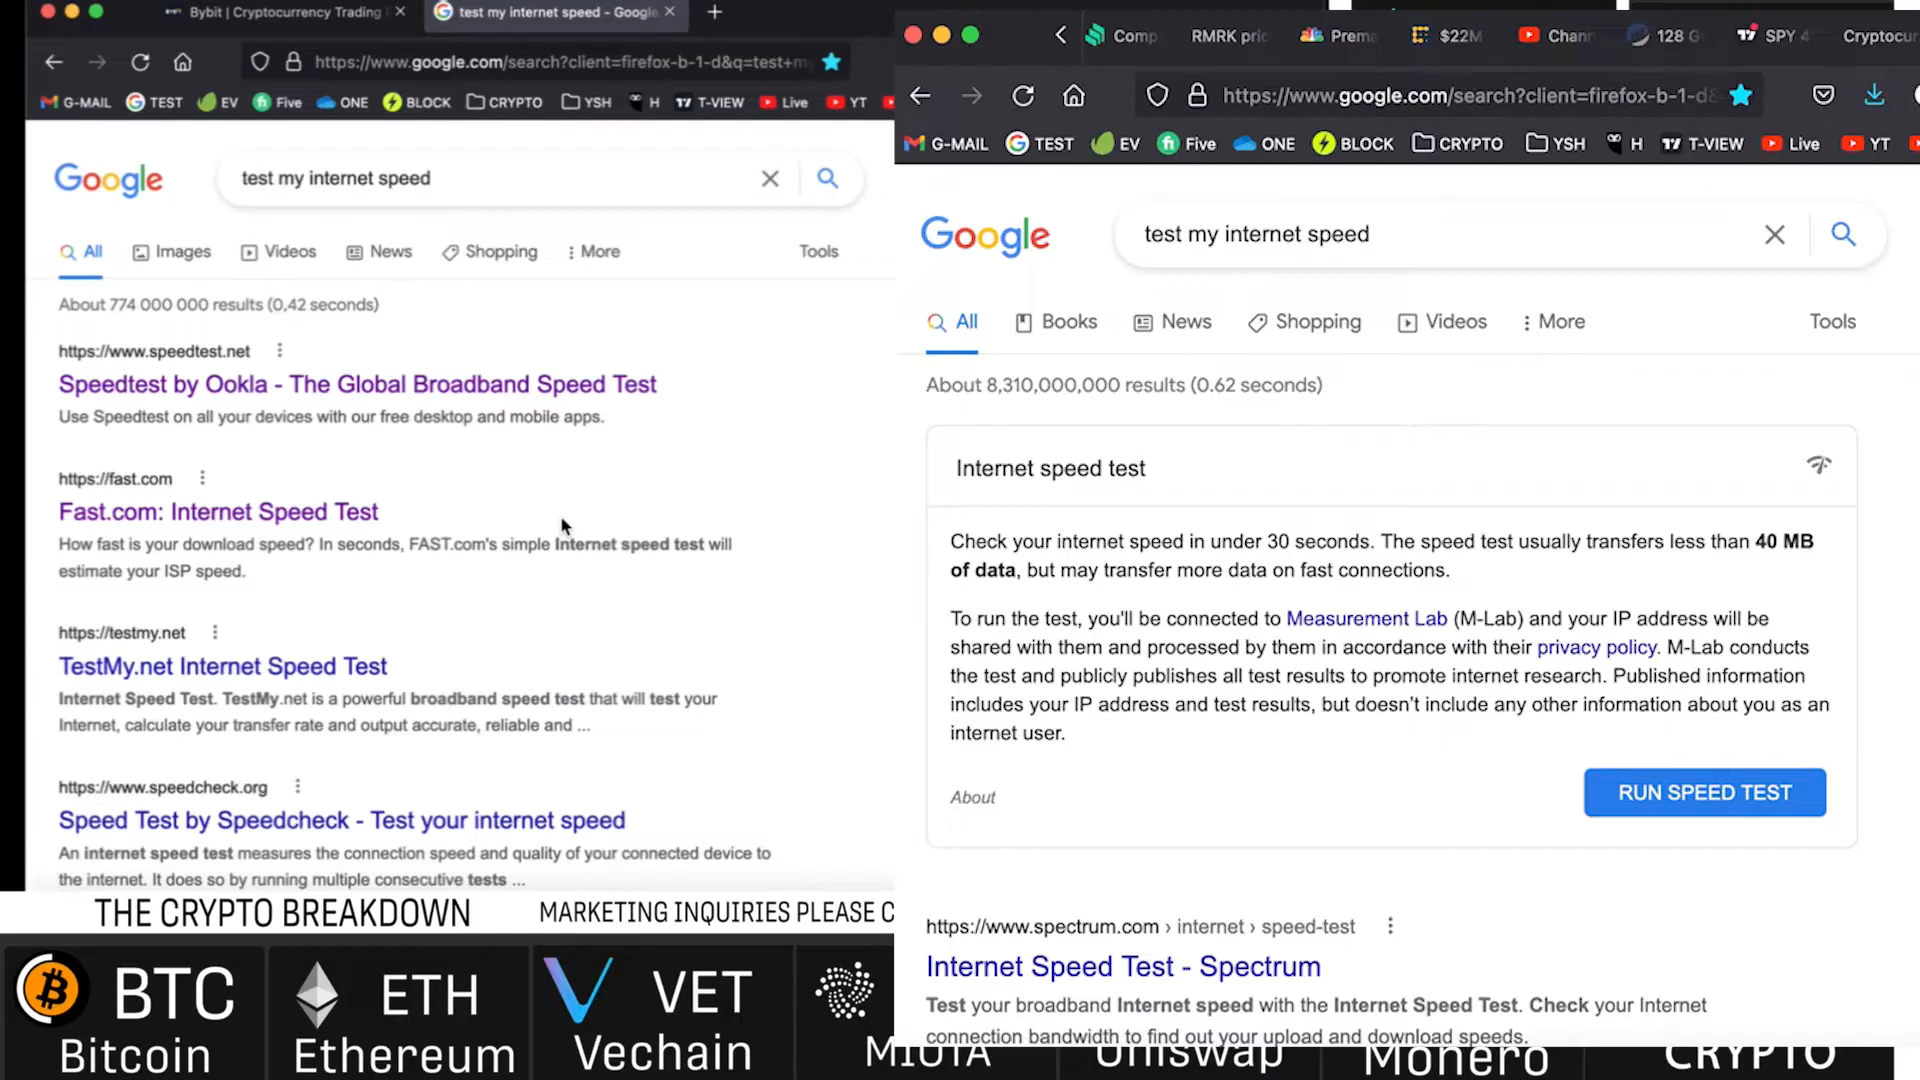 Bybit | Cryptocurrency Trading
test my internet speed - Google
https://www.google.com/search?client=firefox-b-1-d&q=test+m
G-MAIL TEST EV Five ONE BLOCK CRYPTO YSH H T-VIEW Live YT
Google
test my internet speed
All Images Videos News Shopping More Tools
About 774 000 000 results (0,42 seconds)
https://www.speedtest.net
Speedtest by Ookla - The Global Broadband Speed Test
Use Speedtest on all your devices with our free desktop and mobile apps.
https://fast.com
Fast.com: Internet Speed Test
How fast is your download speed? In seconds, FAST.com's simple Internet speed test will
estimate your ISP speed.
https://testmy.net
TestMy.net Internet Speed Test
Internet Speed Test. TestMy.net is a powerful broadband speed test that will test your
Internet, calculate your transfer rate and output accurate, reliable and ...
https://www.speedcheck.org
Speed Test by Speedcheck - Test your internet speed
An internet speed test measures the connection speed and quality of your connected device to
the internet. It does so by running multiple consecutive tests ...
Comp RMRK pric Prema $22M Chann 128 G SPY 4 Cryptocur
https://www.google.com/search?client=firefox-b-1-d&
G-MAIL TEST EV Five ONE BLOCK CRYPTO YSH H T-VIEW Live YT
Google
test my internet speed
All Books News Shopping Videos More Tools
About 8,310,000,000 results (0.62 seconds)
Internet speed test
Check your internet speed in under 30 seconds. The speed test usually transfers less than 40 MB
of data, but may transfer more data on fast connections.
To run the test, you'll be connected to Measurement Lab (M-Lab) and your IP address will be
shared with them and processed by them in accordance with their privacy policy. M-Lab conducts
the test and publicly publishes all test results to promote internet research. Published information
includes your IP address and test results, but doesn't include any other information about you as an
internet user.
About
RUN SPEED TEST
https://www.spectrum.com › internet › speed-test
Internet Speed Test - Spectrum
Test your broadband Internet speed with the Internet Speed Test. Check your Internet
connection bandwidth to find out your upload and download speeds.
THE CRYPTO BREAKDOWN MARKETING INQUIRIES PLEASE C
BTC
Bitcoin
ETH
Ethereum
VET
Vechain
MIOTA
Uniswap
Monero
CRYPTO